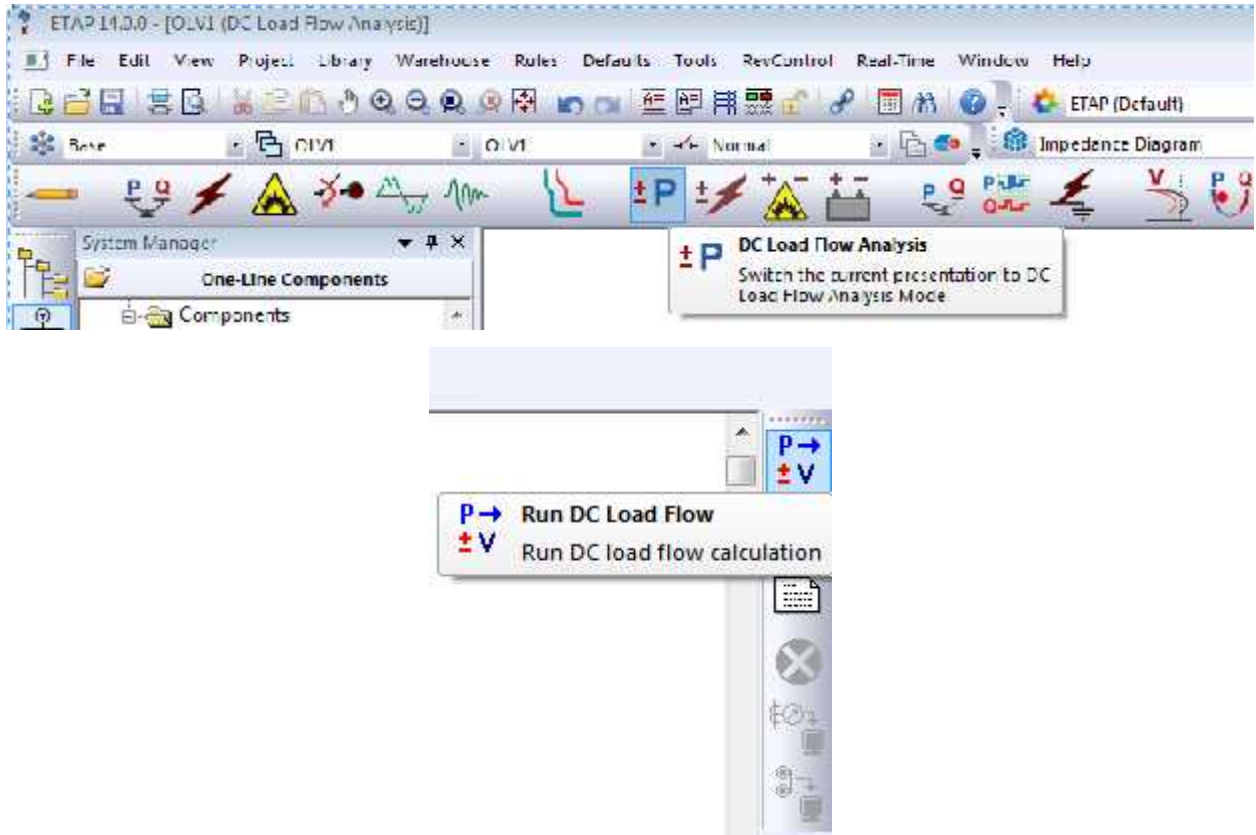 ETAP 14.0.0 - [OLV1 (DC Load Flow Analysis)]
File Edit View Project Library Warehouse Rules Defaults Tools RevControl Real-Time Window Help
ETAP (Default)
Base OLV1 OLV1 Normal Impedance Diagram
P Q ± P ± + - + - P Q P Q V P Q
System Manager
One-Line Components
Components
± P DC Load Flow Analysis
Switch the current presentation to DC
Load Flow Analysis Mode
P→
± V
P→ Run DC Load Flow
± V Run DC load flow calculation